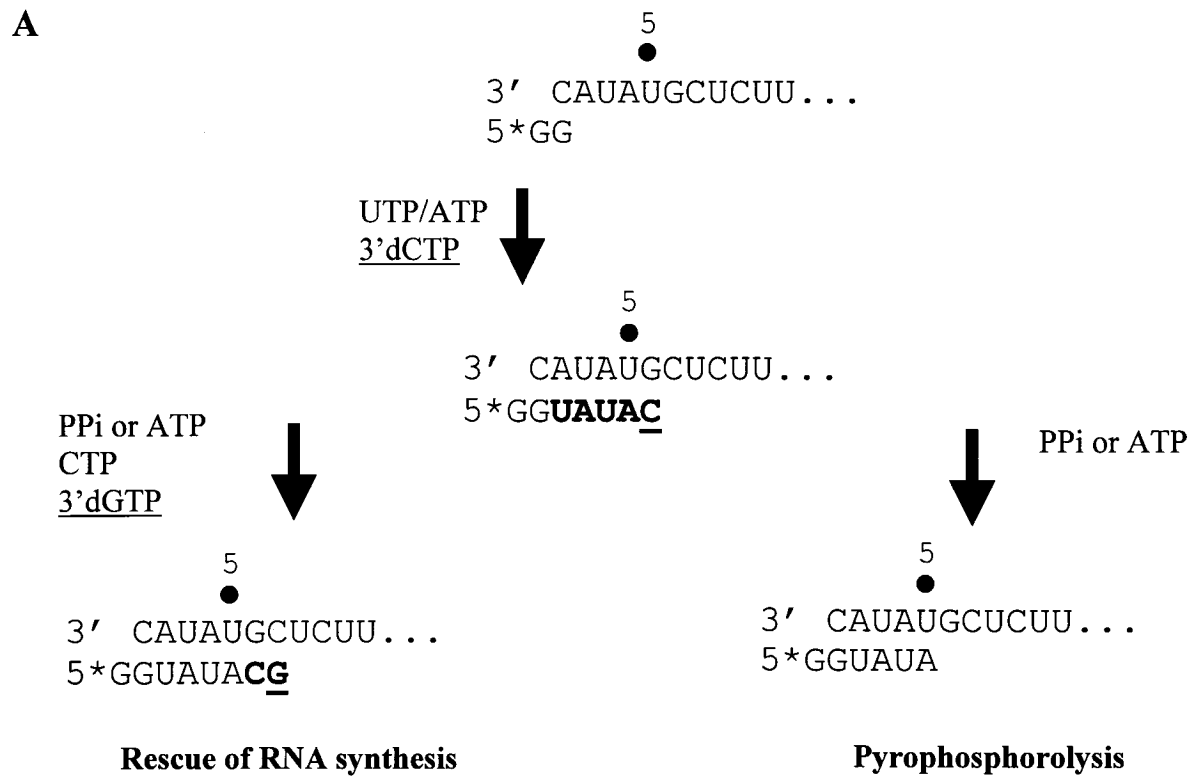 A
5
3' CAUAUGCUCUU...
5*GG
UTP/ATP
3'dCTP
5
3' CAUAUGCUCUU...
5*GGUAUAC
PPi or ATP
CTP
3'dGTP
PPi or ATP
5
3' CAUAUGCUCUU...
5*GGUAUACG
5
3' CAUAUGCUCUU...
5*GGUAUA
Rescue of RNA synthesis
Pyrophosphorolysis